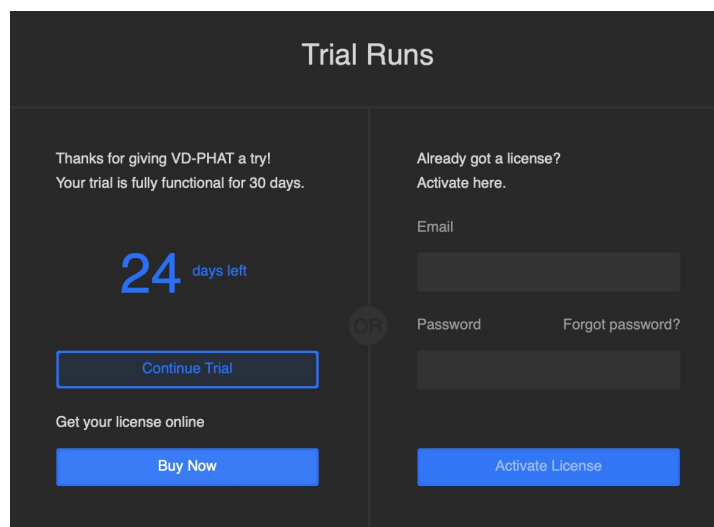 Trial Runs
Thanks for giving VD-PHAT a try!
Your trial is fully functional for 30 days.
24 days left
Continue Trial
Get your license online
Buy Now
OR
Already got a license?
Activate here.
Email
Password
Forgot password?
Activate License